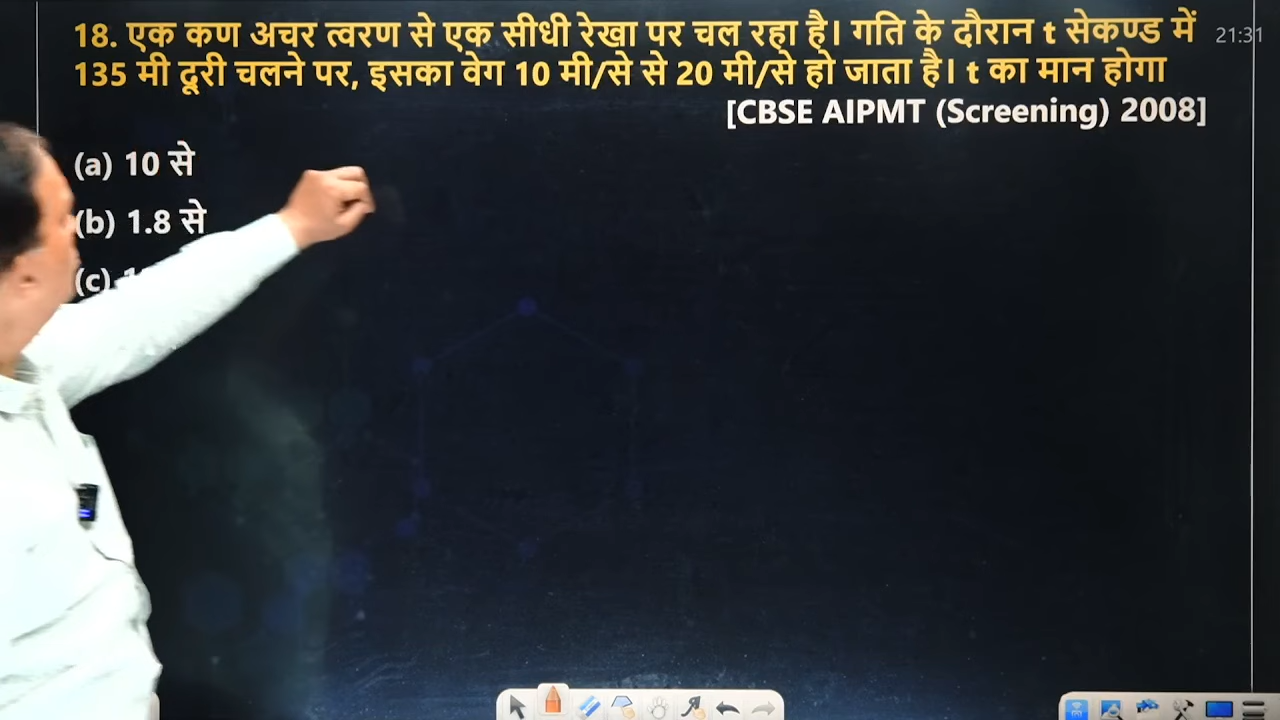 18. एक कण अचर त्वरण से एक सीधी रेखा पर चल रहा है। गति के दौरान t सेकण्ड में
21:31
135 मी दूरी चलने पर, इसका वेग 10 मी/से से 20 मी/से हो जाता है। t का मान होगा
[CBSE AIPMT (Screening) 2008]
(a) 10 से
(b) 1.8 से
(c)